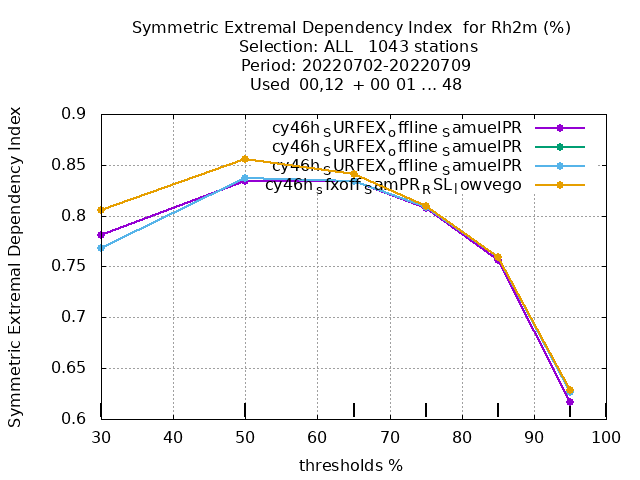 Symmetric Extremal Dependency Index  for Rh2m (%)
Selection: ALL   1043 stations
Period: 20220702-20220709
Used  00,12  + 00 01 ... 48
Symmetric Extremal Dependency Index
0.9
0.85
0.8
0.75
0.7
0.65
0.6
cy46h_SURFEX_offline_SamuelPR
cy46h_SURFEX_offline_SamuelPR
cy46h_SURFEX_offline_SamuelPR
cy46h_sfxoff_SamPR_RSL_lowvego
30 40 50 60 70 80 90 100
thresholds %